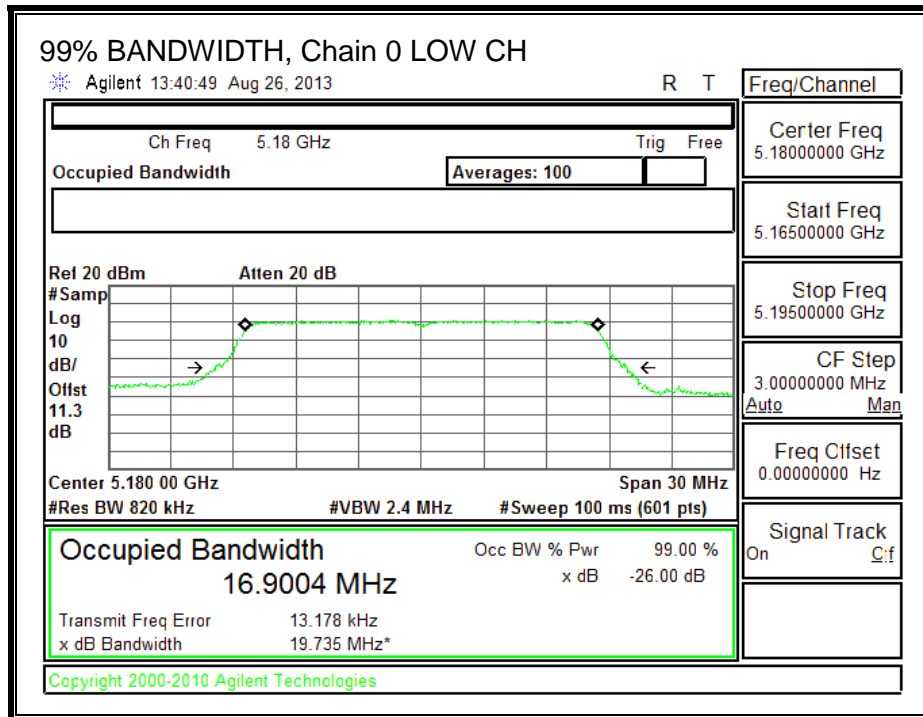 99% BANDWIDTH, Chain 0 LOW CH
Agilent 13:40:49 Aug 26, 2013 R T
Ch Freq 5.18 GHz Trig Free
Occupied Bandwidth Averages: 100
Ref 20 dBm Atten 20 dB
#Samp
Log
10
dB/
Offst
11.3
dB
Center 5.180 00 GHz Span 30 MHz
#Res BW 820 kHz #VBW 2.4 MHz #Sweep 100 ms (601 pts)
Occupied Bandwidth Occ BW % Pwr 99.00 %
16.9004 MHz x dB -26.00 dB
Transmit Freq Error 13.178 kHz
x dB Bandwidth 19.735 MHz*
Copyright 2000-2010 Agilent Technologies
Freq/Channel
Center Freq
5.18000000 GHz
Start Freq
5.16500000 GHz
Stop Freq
5.19500000 GHz
CF Step
3.00000000 MHz
Auto Man
Freq Offset
0.00000000 Hz
Signal Track
On Off